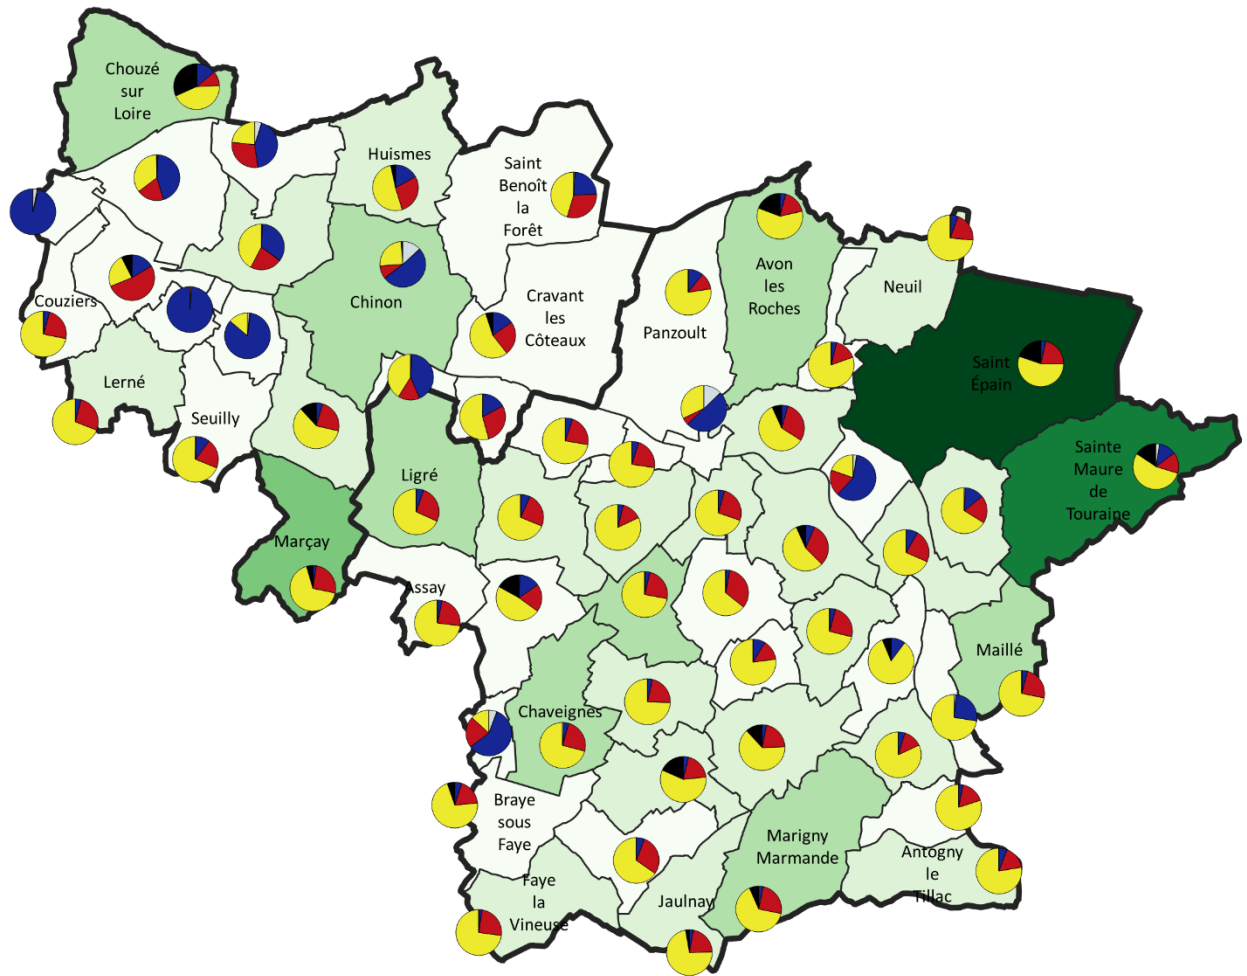 Chouzé
sur
Loire
Huismes
Saint
Benoît
la
Forêt
Avon
les
Roches
Neuil
Couziers
Chinon
Cravant
les
Côteaux
Panzoult
Saint
Épain
Lerné
Seuilly
Ligré
Sainte
Maure
de
Touraine
Marçay
Assay
Maillé
Chaveignes
Braye
sous
Faye
Marigny
Marmande
Antogny
le
Tillac
Faye
la
Vineuse
Jaulnay